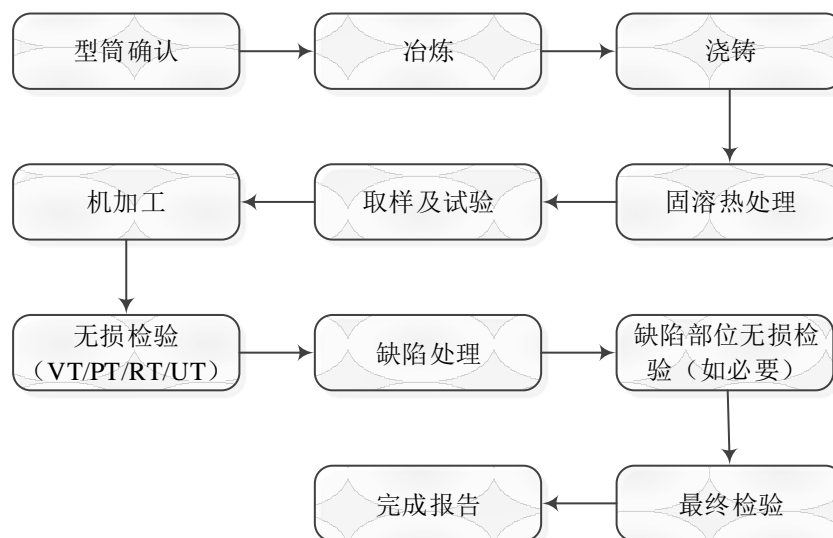 型筒确认
冶炼
浇铸
机加工
取样及试验
固溶热处理
无损检验
（VT/PT/RT/UT）
缺陷处理
缺陷部位无损检
验（如必要）
完成报告
最终检验